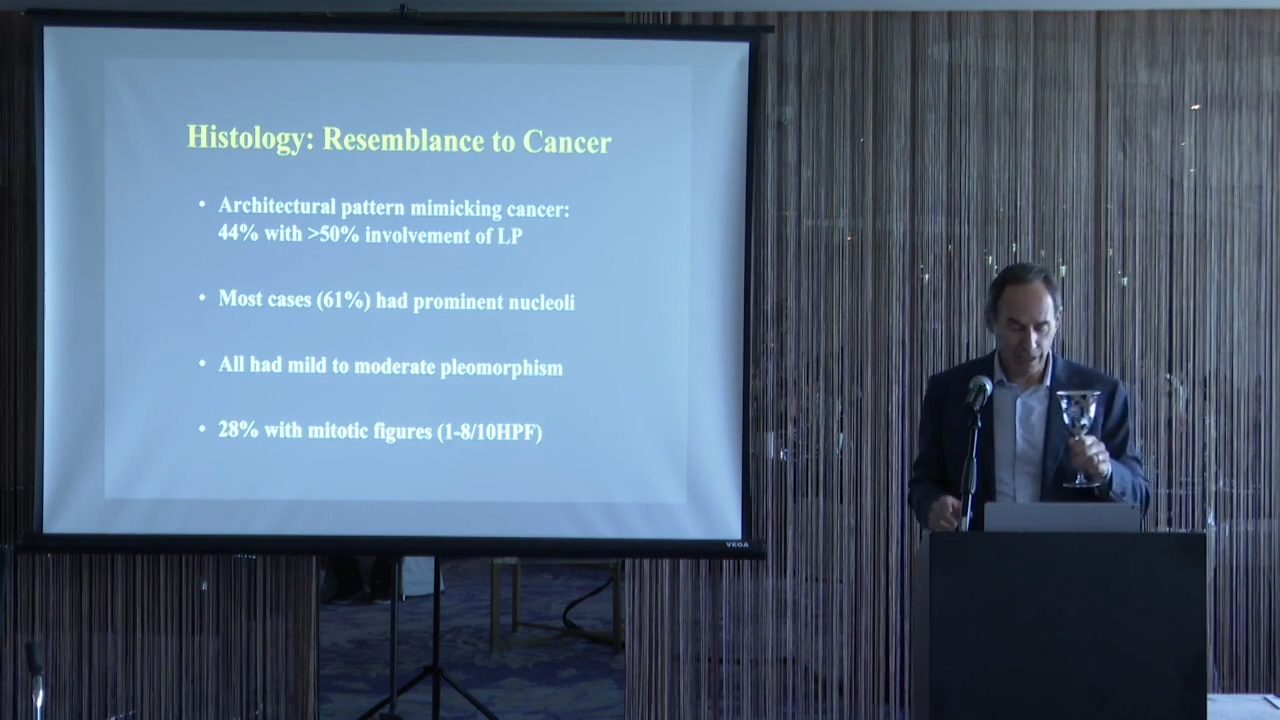 Histology: Resemblance to Cancer
• Architectural pattern mimicking cancer:
44% with >50% involvement of LP
• Most cases (61%) had prominent nucleoli
• All had mild to moderate pleomorphism
• 28% with mitotic figures (1-8/10HPF)
VEGA